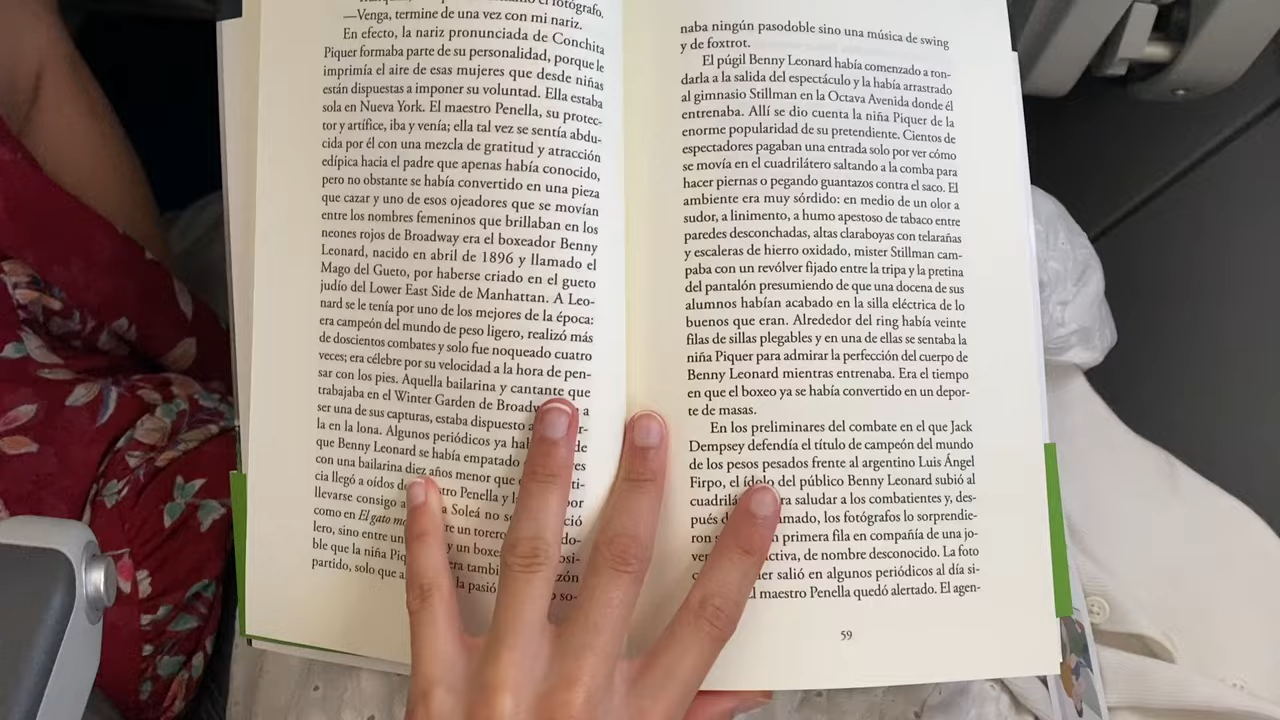 el fotógrafo.
—Venga, termine de una vez con mi nariz.
En efecto, la nariz pronunciada de Conchita
Piquer formaba parte de su personalidad, porque le
imprimía el aire de esas mujeres que desde niñas
están dispuestas a imponer su voluntad. Ella estaba
sola en Nueva York. El maestro Penella, su protec-
tor y artífice, iba y venía; ella tal vez se sentía abdu-
cida por él con una mezcla de gratitud y atracción
edípica hacia el padre que apenas había conocido,
pero no obstante se había convertido en una pieza
que cazar y uno de esos ojeadores que se movían
entre los nombres femeninos que brillaban en los
neones rojos de Broadway era el boxeador Benny
Leonard, nacido en abril de 1896 y llamado el
Mago del Gueto, por haberse criado en el gueto
judío del Lower East Side de Manhattan. A Leo-
nard se le tenía por uno de los mejores de la época:
era campeón del mundo de peso ligero, realizó más
de doscientos combates y solo fue noqueado cuatro
veces; era célebre por su velocidad a la hora de pen-
sar con los pies. Aquella bailarina y cantante que
trabajaba en el Winter Garden de a
ser una de sus capturas, estaba dispuesto
la en la lona. Algunos periódicos ya de
que Benny Leonard se había empatado
con una bailarina diez años menor que
cia llegó a oídos Penella y por
llevarse consigo a Soleá no
como en El gato un torero
lero, sino entre un y un
ble que la niña
partido, solo que la so-
naba ningún pasodoble sino una música de swing
y de foxtrot.
El púgil Benny Leonard había comenzado a ron-
darla a la salida del espectáculo y la había arrastrado
al gimnasio Stillman en la Octava Avenida donde él
entrenaba. Allí se dio cuenta la niña Piquer de la
enorme popularidad de su pretendiente. Cientos de
espectadores pagaban una entrada solo por ver cómo
se movía en el cuadrilátero saltando a la comba para
hacer piernas o pegando guantazos contra el saco. El
ambiente era muy sórdido: en medio de un olor a
sudor, a linimento, a humo apestoso de tabaco entre
paredes desconchadas, altas claraboyas con telarañas
y escaleras de hierro oxidado, mister Stillman cam-
paba con un revólver fijado entre la tripa y la pretina
del pantalón presumiendo de que una docena de sus
alumnos habían acabado en la silla eléctrica de lo
buenos que eran. Alrededor del ring había veinte
filas de sillas plegables y en una de ellas se sentaba la
niña Piquer para admirar la perfección del cuerpo de
Benny Leonard mientras entrenaba. Era el tiempo
en que el boxeo ya se había convertido en un depor-
te de masas.
En los preliminares del combate en el que Jack
Dempsey defendía el título de campeón del mundo
de los pesos pesados frente al argentino Luis Ángel
Firpo, el ídolo del público Benny Leonard subió al
saludar a los combatientes y, des-
pués los fotógrafos lo sorprendie-
ron primera fila en compañía de una jo-
de nombre desconocido. La foto
salió en algunos periódicos al día si-
maestro Penella quedó alertado. El agen-
59